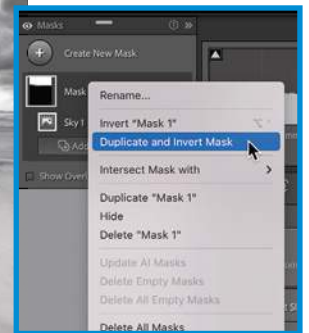 Masks
Create New Mask
Mask
Rename...
Sky 1
Invert "Mask 1"
Duplicate and Invert Mask
Intersect Mask with
Show Overl
Duplicate "Mask 1"
Hide
Delete "Mask 1"
Update AI Masks
Delete Empty Masks
Delete All Empty Masks
Delete All Masks